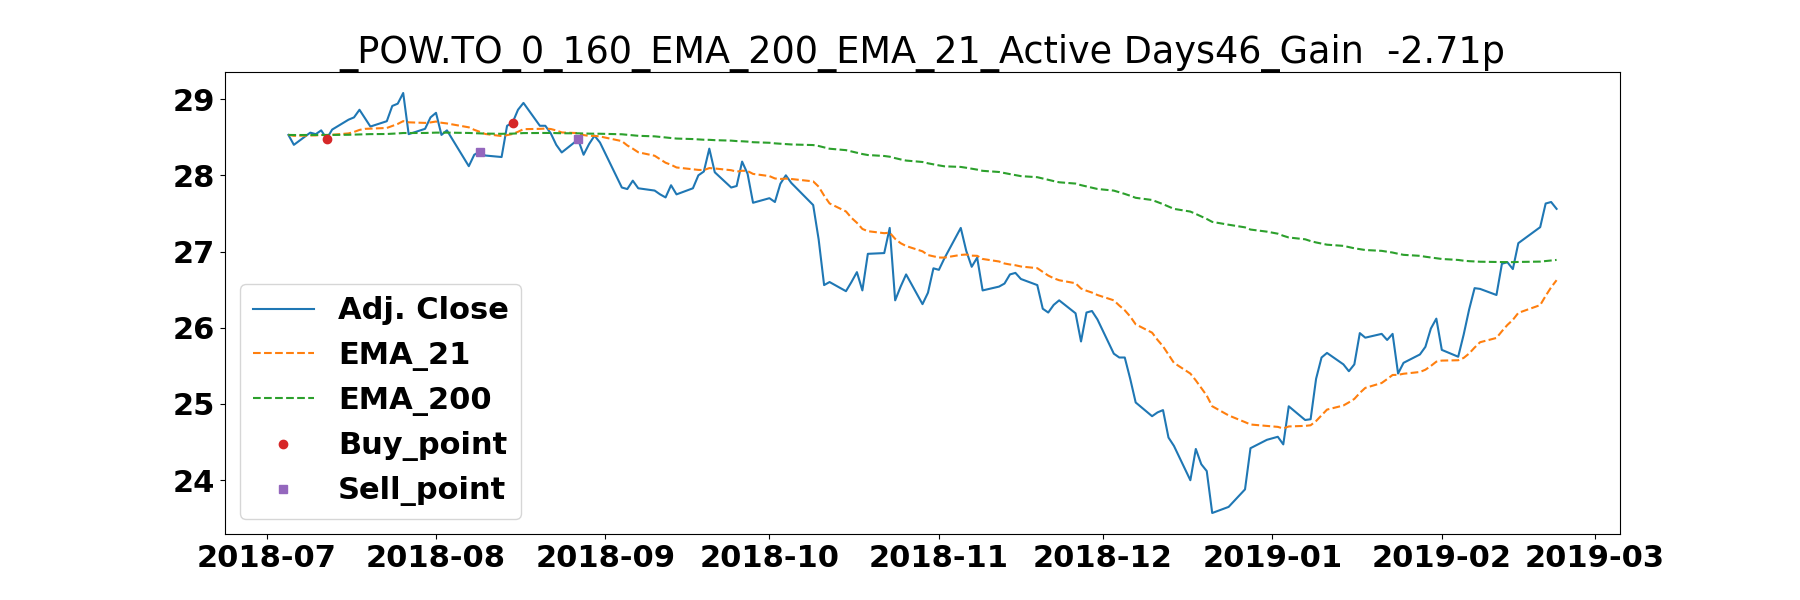 _POW.TO_0_160_EMA_200_EMA_21_Active Days46_Gain  -2.71p
29
28
27
26
25
24
Adj. Close
EMA_21
EMA_200
Buy_point
Sell_point
2018-07 2018-08 2018-09 2018-10 2018-11 2018-12 2019-01 2019-02 2019-03